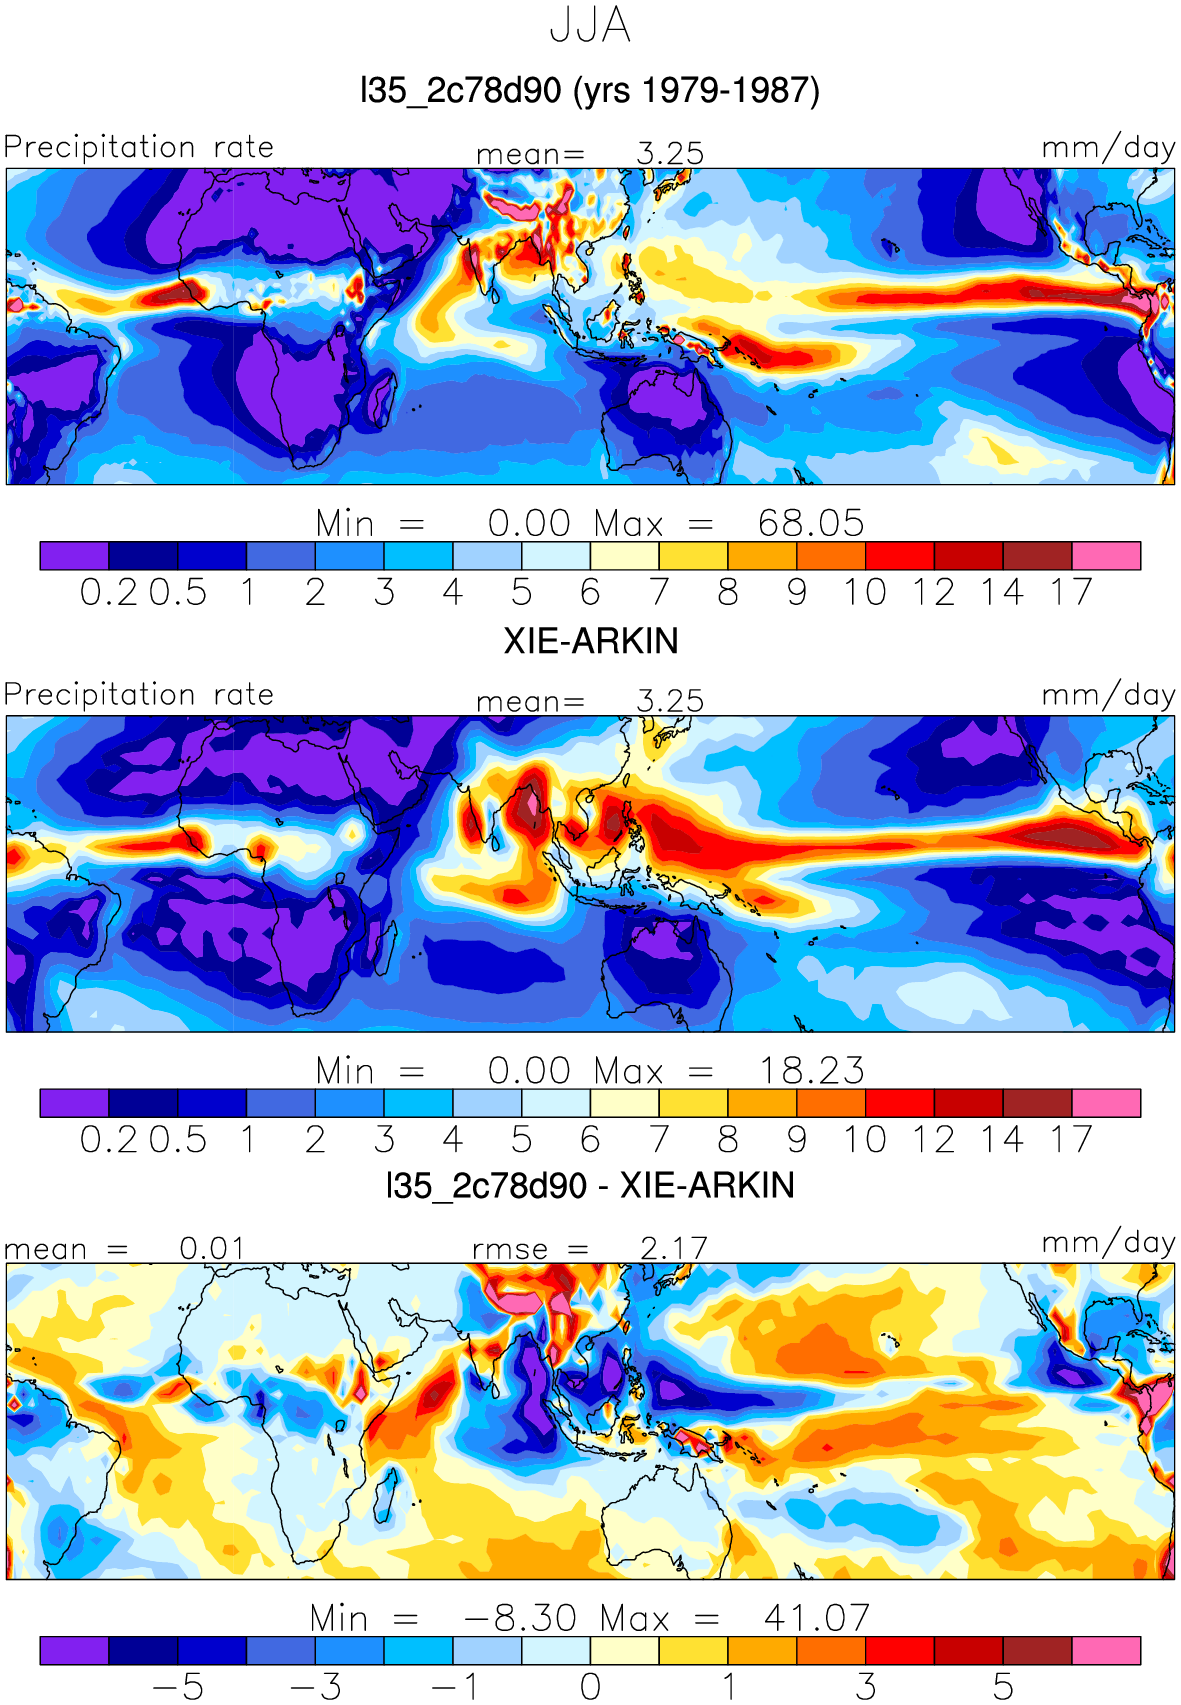 JJA
l35_2c78d90 (yrs 1979-1987)
Precipitation rate mean= 3.25 mm/day
Min = 0.00 Max = 68.05
0.2 0.5 1 2 3 4 5 6 7 8 9 10 12 14 17
XIE-ARKIN
Precipitation rate mean= 3.25 mm/day
Min = 0.00 Max = 18.23
0.2 0.5 1 2 3 4 5 6 7 8 9 10 12 14 17
l35_2c78d90 - XIE-ARKIN
mean = 0.01 rmse = 2.17 mm/day
Min = −8.30 Max = 41.07
−5 −3 −1 0 1 3 5